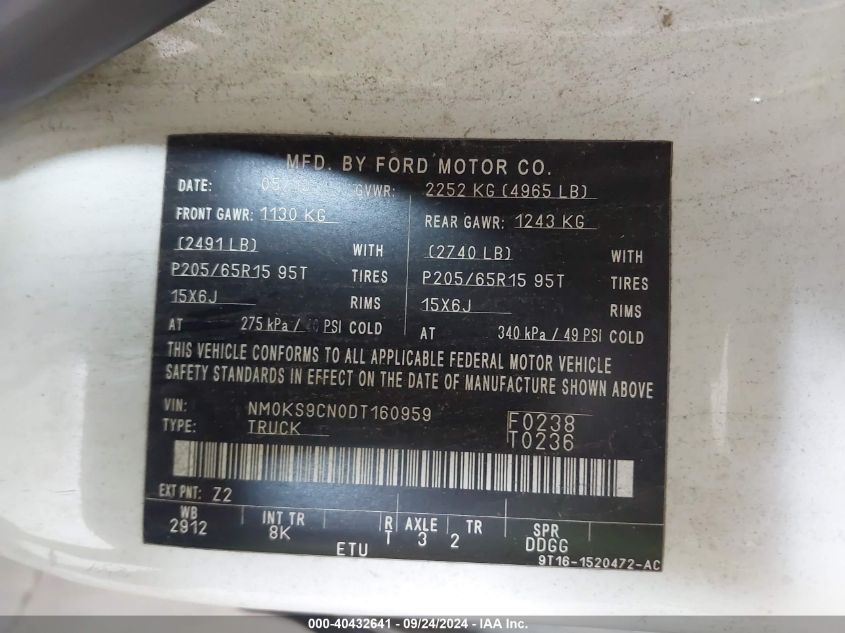 MFD. BY FORD MOTOR CO.
DATE: GVWR: 2252 KG (4965 LB)
FRONT GAWR: 1130 KG REAR GAWR: 1243 KG
(2491 LB) WITH (2740 LB) WITH
P205/65R15 95T TIRES P205/65R15 95T TIRES
15X6J RIMS 15X6J RIMS
AT 275 kPa / PSI COLD AT 340 kPa / 49 PSI COLD
THIS VEHICLE CONFORMS TO ALL APPLICABLE FEDERAL MOTOR VEHICLE
SAFETY STANDARDS IN EFFECT ON THE DATE OF MANUFACTURE SHOWN ABOVE
VIN: NM0KS9CN0DT160959 F0238
TYPE: TRUCK T0236
EXT PNT: Z2
WB INT TR R AXLE TR SPR
2912 8K T 3 2 DDGG
ETU 9T16-1520472-AC
000-40432641 - 09/24/2024 - IAA Inc.